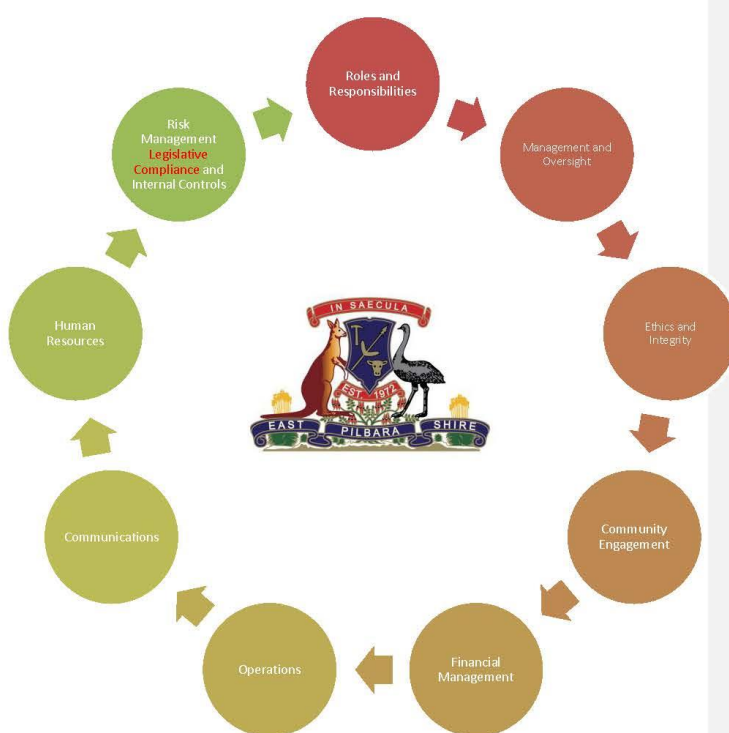 Roles and
Responsibilities
Management and
Oversight
Ethics and
Integrity
Community
Engagement
Financial
Management
Operations
Communications
Human
Resources
Risk
Management
Legislative
Compliance and
Internal Controls
IN SAECULA
EST. 1972
EAST PILBARA SHIRE